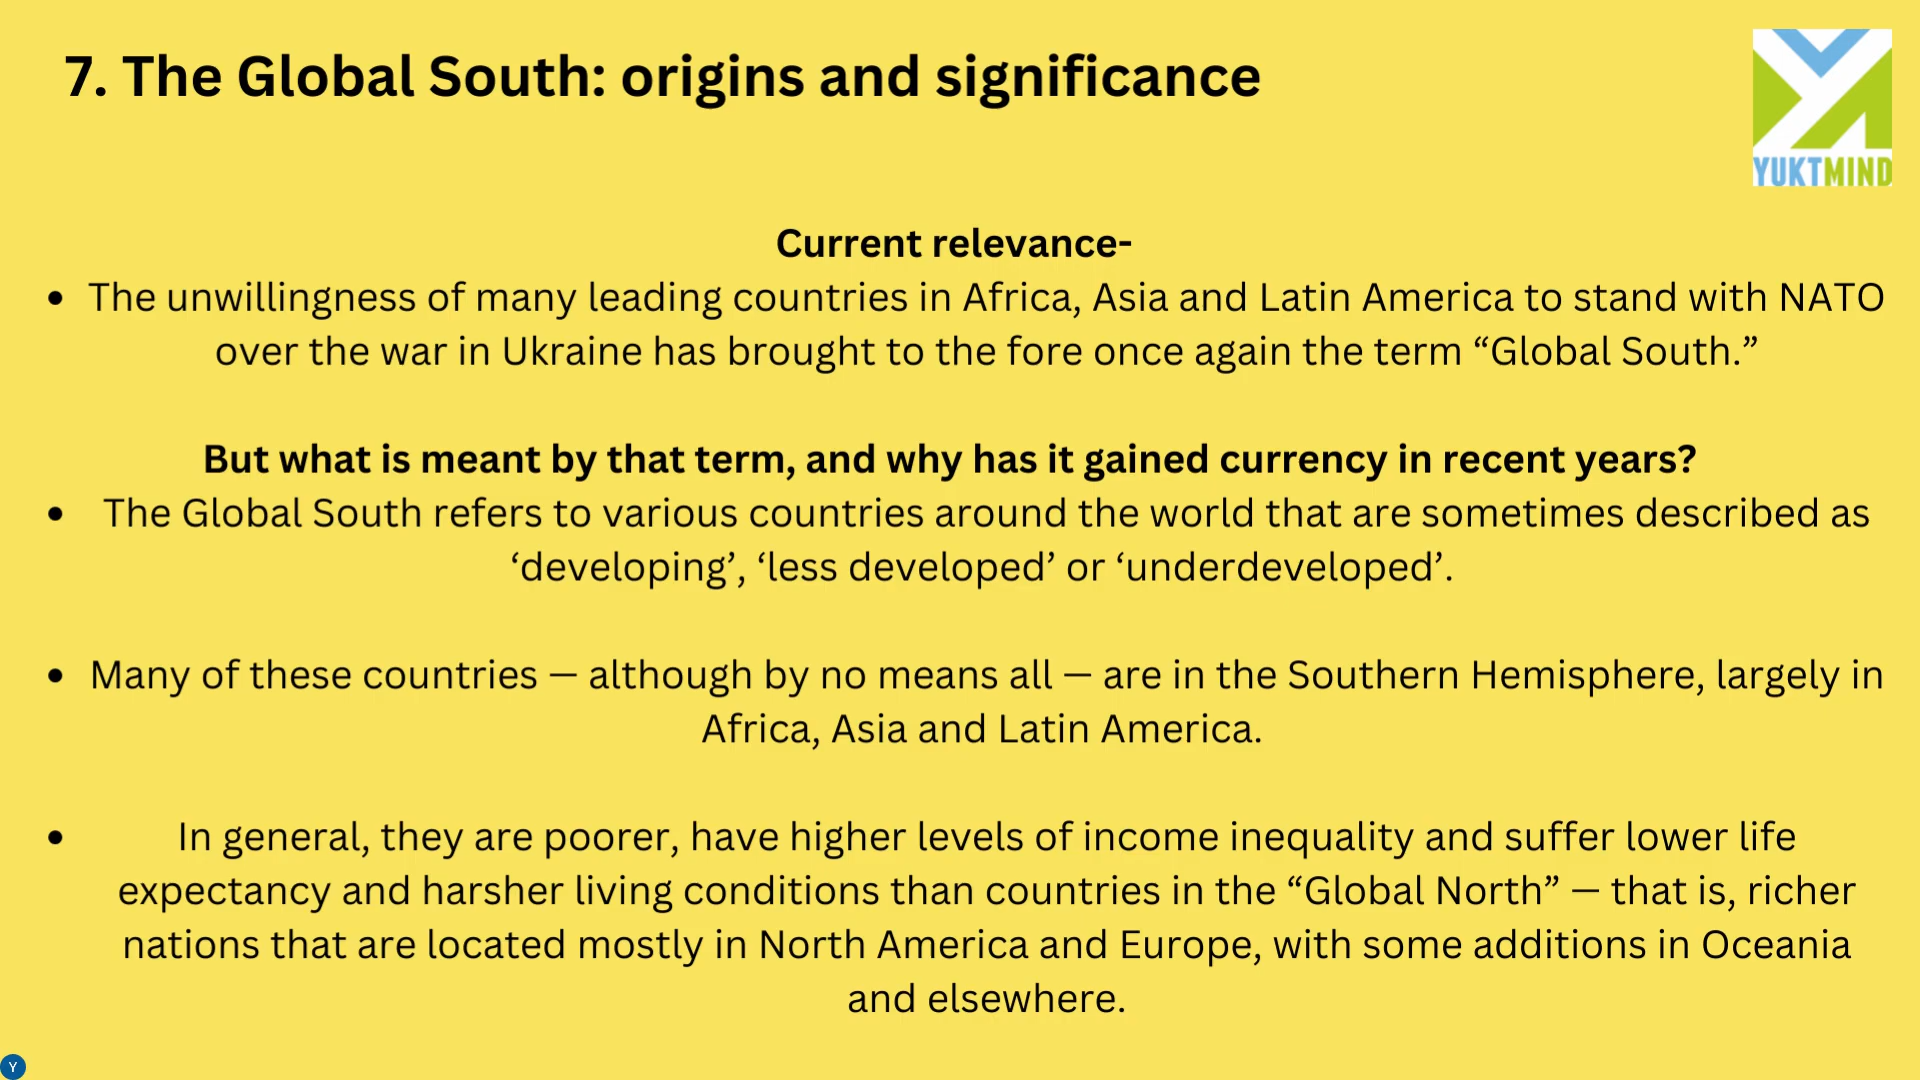 7. The Global South: origins and significance
YUKTMIND
Current relevance-
• The unwillingness of many leading countries in Africa, Asia and Latin America to stand with NATO
over the war in Ukraine has brought to the fore once again the term “Global South.”
But what is meant by that term, and why has it gained currency in recent years?
• The Global South refers to various countries around the world that are sometimes described as
‘developing’, ‘less developed’ or ‘underdeveloped’.
• Many of these countries — although by no means all — are in the Southern Hemisphere, largely in
Africa, Asia and Latin America.
• In general, they are poorer, have higher levels of income inequality and suffer lower life
expectancy and harsher living conditions than countries in the “Global North” — that is, richer
nations that are located mostly in North America and Europe, with some additions in Oceania
and elsewhere.
Y